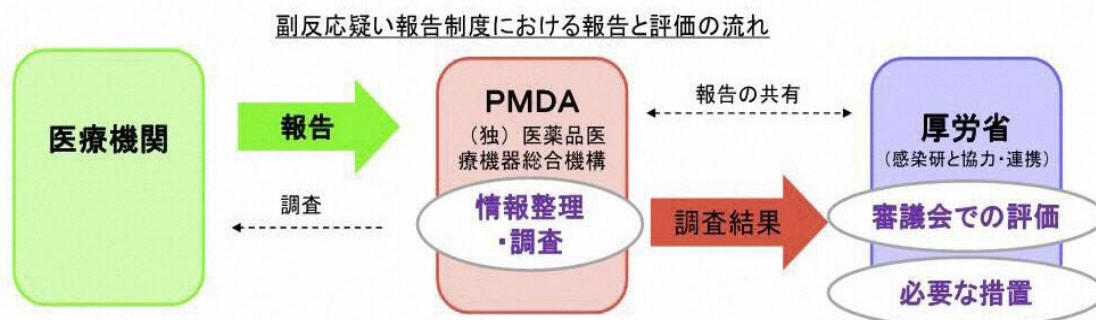 副反応疑い報告制度における報告と評価の流れ
医療機関
報告
調査
PMDA
(独)医薬品医
療機器総合機構
情報整理
・調査
報告の共有
調査結果
厚労省
(感染研と協力・連携)
審議会での評価
必要な措置